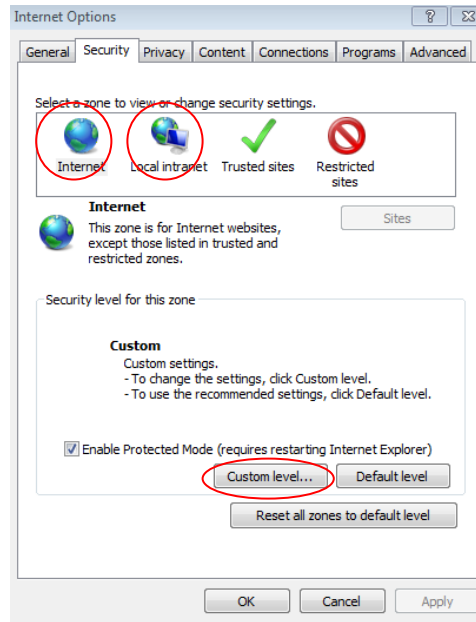 Internet Options
General Security Privacy Content Connections Programs Advanced
Select a zone to view or change security settings.
Internet Local intranet Trusted sites Restricted sites
Internet
Sites
This zone is for Internet websites,
except those listed in trusted and
restricted zones.
Security level for this zone
Custom
Custom settings.
- To change the settings, click Custom level.
- To use the recommended settings, click Default level.
Enable Protected Mode (requires restarting Internet Explorer)
Custom level... Default level
Reset all zones to default level
OK Cancel Apply